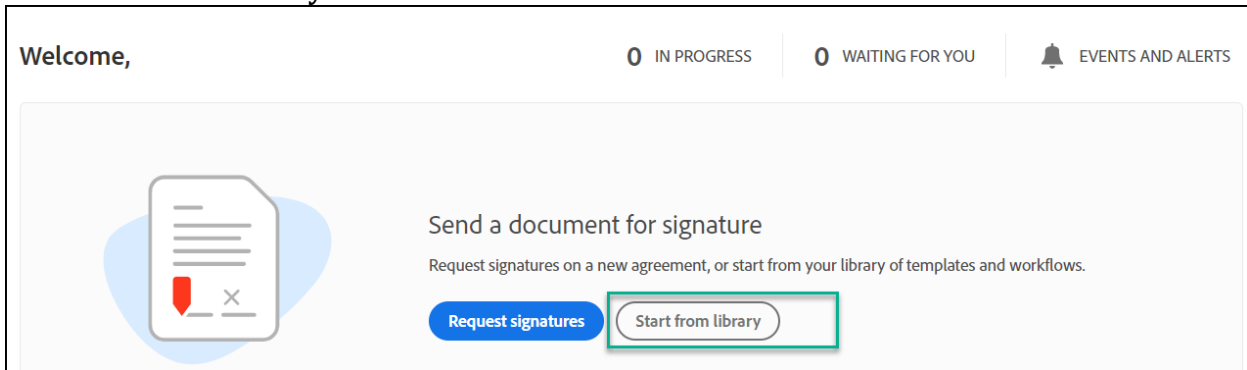 Welcome,
0 IN PROGRESS
0 WAITING FOR YOU
EVENTS AND ALERTS
Send a document for signature
Request signatures on a new agreement, or start from your library of templates and workflows.
Request signatures
Start from library